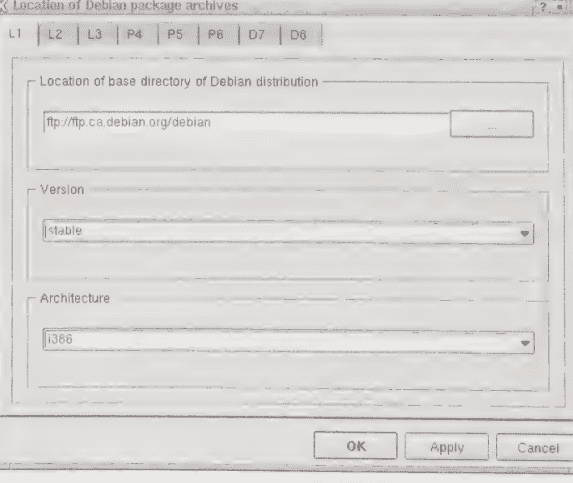 Location of Debian package archives
L1 L2 L3 P4 P5 P6 D7 D8
Location of base directory of Debian distribution
ftp://ftp.ca.debian.org/debian
...
Version
stable
Architecture
i386
OK Apply Cancel